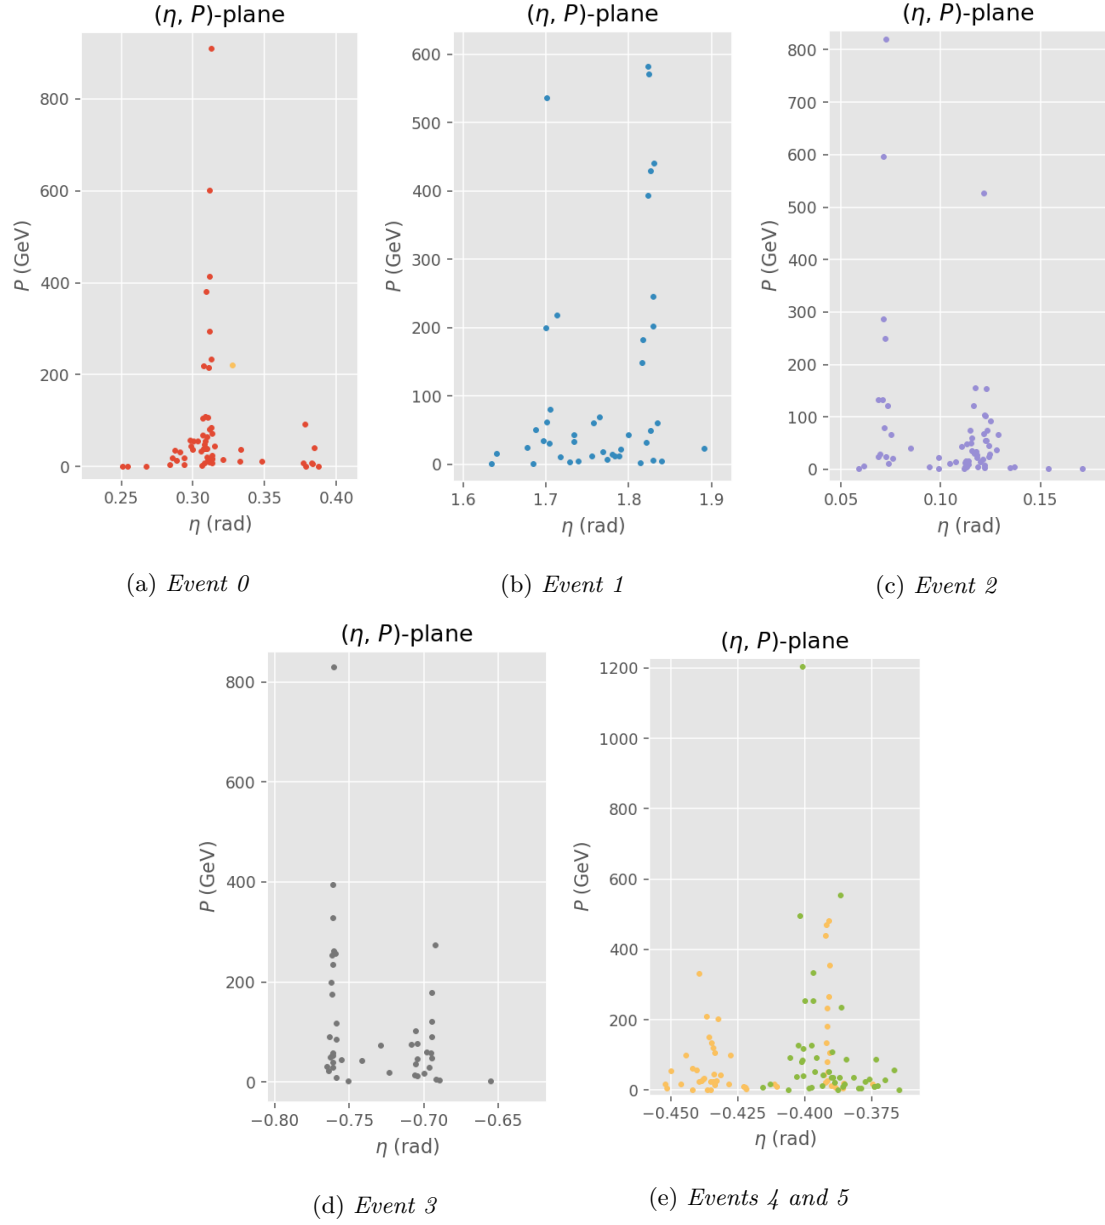 (η, P)-plane
800
600
400
200
0
P (GeV)
0.25
0.30
0.35
0.40
η (rad)
(a) Event 0
(η, P)-plane
600
500
400
300
200
100
0
P (GeV)
1.6
1.7
1.8
1.9
η (rad)
(b) Event 1
(η, P)-plane
800
700
600
500
400
300
200
100
0
P (GeV)
0.05
0.10
0.15
η (rad)
(c) Event 2
(η, P)-plane
800
600
400
200
0
P (GeV)
−0.80
−0.75
−0.70
−0.65
η (rad)
(d) Event 3
(η, P)-plane
1200
1000
800
600
400
200
0
P (GeV)
−0.450
−0.425
−0.400
−0.375
η (rad)
(e) Events 4 and 5